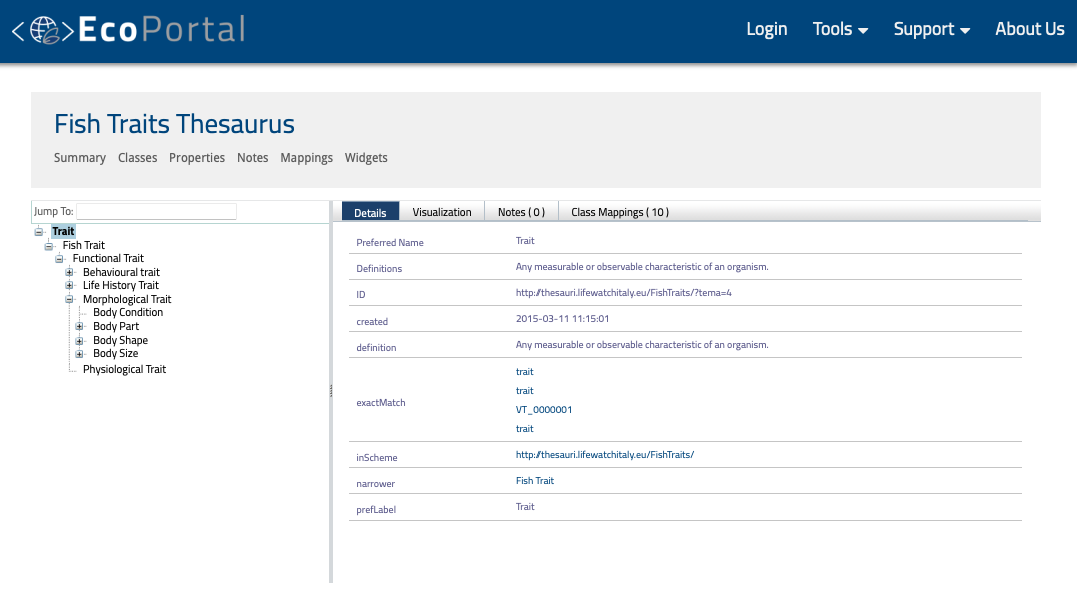 <EcoPortal
Login Tools Support About Us
Fish Traits Thesaurus
Summary Classes Properties Notes Mappings Widgets
Jump To:
Trait
Fish Trait
Functional Trait
Behavioural trait
Life History Trait
Morphological Trait
Body Condition
Body Part
Body Shape
Body Size
Physiological Trait
Details Visualization Notes ( 0 ) Class Mappings ( 10 )
Preferred Name Trait
Definitions Any measurable or observable characteristic of an organism.
ID http://thesauri.lifewatchitaly.eu/FishTraits/?tema=4
created 2015-03-11 11:15:01
definition Any measurable or observable characteristic of an organism.
exactMatch
trait
trait
VT_0000001
trait
inScheme http://thesauri.lifewatchitaly.eu/FishTraits/
narrower Fish Trait
prefLabel Trait